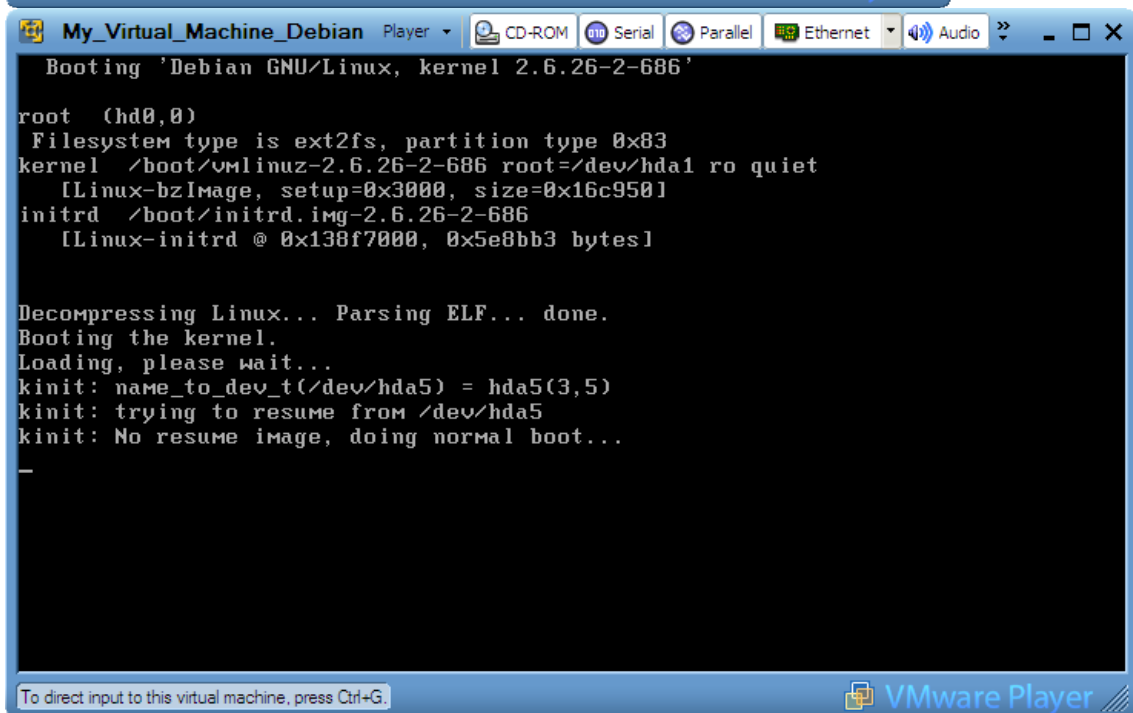 My_Virtual_Machine_Debian Player CD-ROM Serial Parallel Ethernet Audio
Booting 'Debian GNU/Linux, kernel 2.6.26-2-686'
root (hd0,0)
Filesystem type is ext2fs, partition type 0x83
kernel /boot/vmlinuz-2.6.26-2-686 root=/dev/hda1 ro quiet
[Linux-bzImage, setup=0x3000, size=0x16c950]
initrd /boot/initrd.img-2.6.26-2-686
[Linux-initrd @ 0x138f7000, 0x5e8bb3 bytes]
Decompressing Linux... Parsing ELF... done.
Booting the kernel.
Loading, please wait...
kinit: name_to_dev_t(/dev/hda5) = hda5(3,5)
kinit: trying to resume from /dev/hda5
kinit: No resume image, doing normal boot...
To direct input to this virtual machine, press Ctrl+G. VMware Player